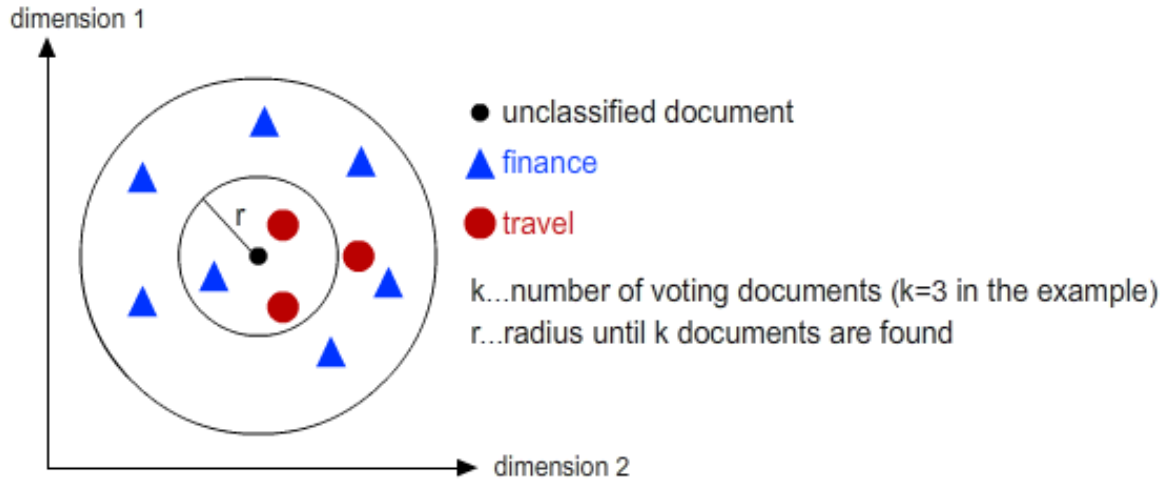 dimension 1
unclassified document
finance
r
travel
k...number of voting documents (k=3 in the example)
r...radius until k documents are found
dimension 2